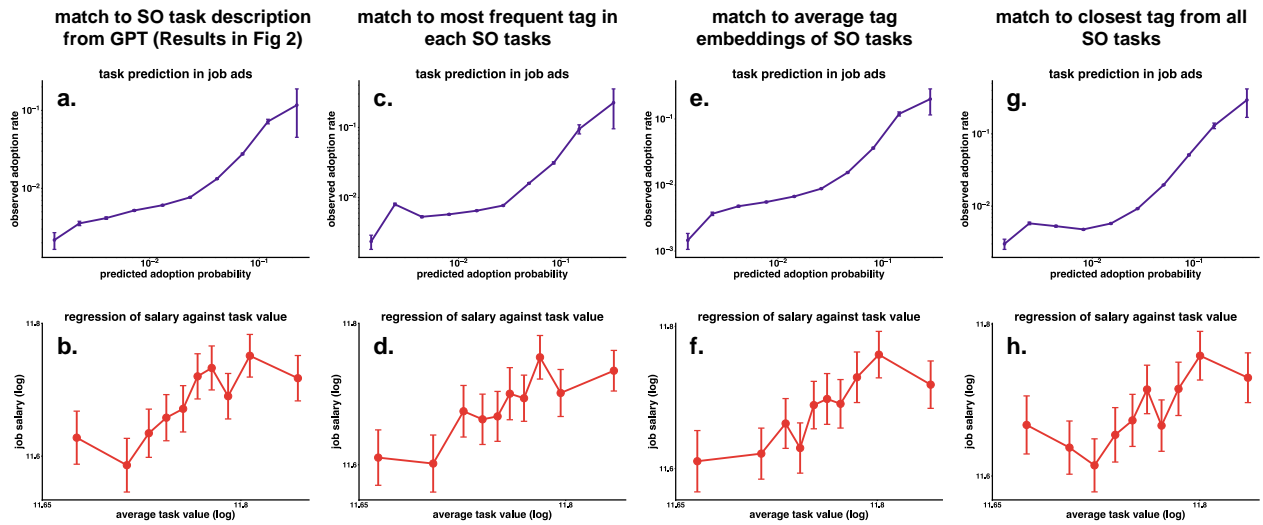 match to SO task description
from GPT (Results in Fig 2)
match to most frequent tag in
each SO tasks
match to average tag
embeddings of SO tasks
match to closest tag from all
SO tasks
task prediction in job ads
a.
observed adoption rate
10⁻¹
10⁻²
10⁻²
10⁻¹
predicted adoption probability
task prediction in job ads
c.
observed adoption rate
10⁻¹
10⁻²
10⁻²
10⁻¹
predicted adoption probability
task prediction in job ads
e.
observed adoption rate
10⁻¹
10⁻²
10⁻³
10⁻²
10⁻¹
predicted adoption probability
task prediction in job ads
g.
observed adoption rate
10⁻¹
10⁻²
10⁻²
10⁻¹
predicted adoption probability
regression of salary against task value
b.
job salary (log)
11.8
11.6
11.65
11.8
average task value (log)
regression of salary against task value
d.
job salary (log)
11.8
11.6
11.65
11.8
average task value (log)
regression of salary against task value
f.
job salary (log)
11.8
11.6
11.65
11.8
average task value (log)
regression of salary against task value
h.
job salary (log)
11.8
11.6
11.65
11.8
average task value (log)